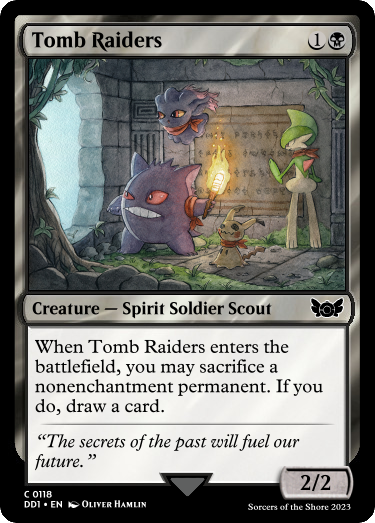 Tomb Raiders 1
Creature — Spirit Soldier Scout
When Tomb Raiders enters the
battlefield, you may sacrifice a
nonenchantment permanent. If you
do, draw a card.
"The secrets of the past will fuel our
future."
2/2
C 0118
DD1 • EN Oliver Hamlin
Sorcers of the Shore 2023